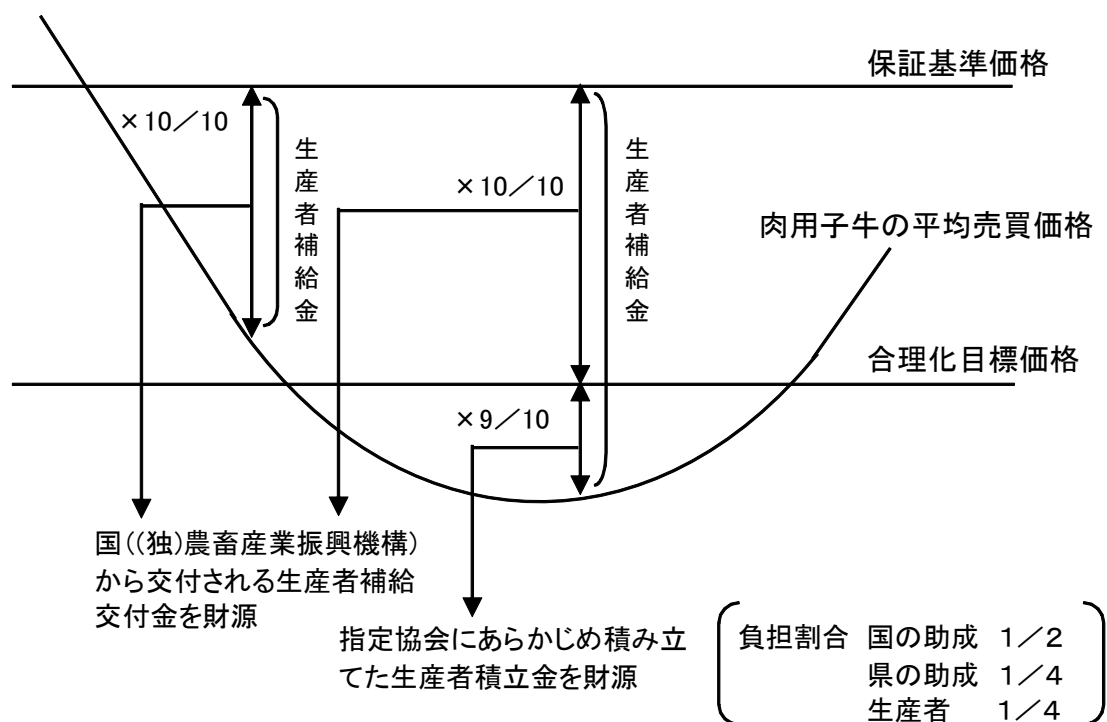 保証基準価格
×10／10
生産者補給金
×10／10
生産者補給金
肉用子牛の平均売買価格
合理化目標価格
×9／10
国((独)農畜産業振興機構)
から交付される生産者補給
交付金を財源
指定協会にあらかじめ積み立
てた生産者積立金を財源
負担割合 国の助成 1／2
県の助成 1／4
生産者 1／4